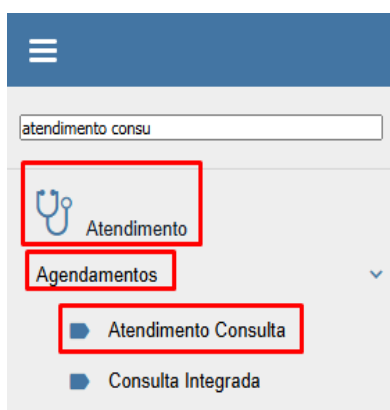 atendimento consu
Atendimento
Agendamentos
Atendimento Consulta
Consulta Integrada